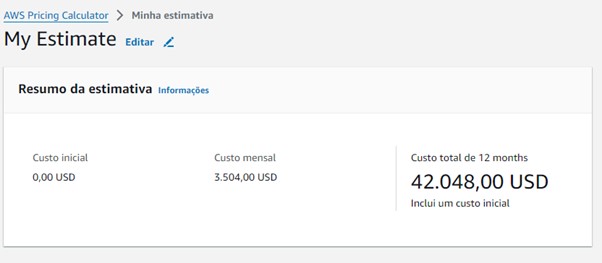 AWS Pricing Calculator > Minha estimativa
My Estimate Editar
Resumo da estimativa Informações
Custo inicial
0,00 USD
Custo mensal
3.504,00 USD
Custo total de 12 months
42.048,00 USD
Inclui um custo inicial